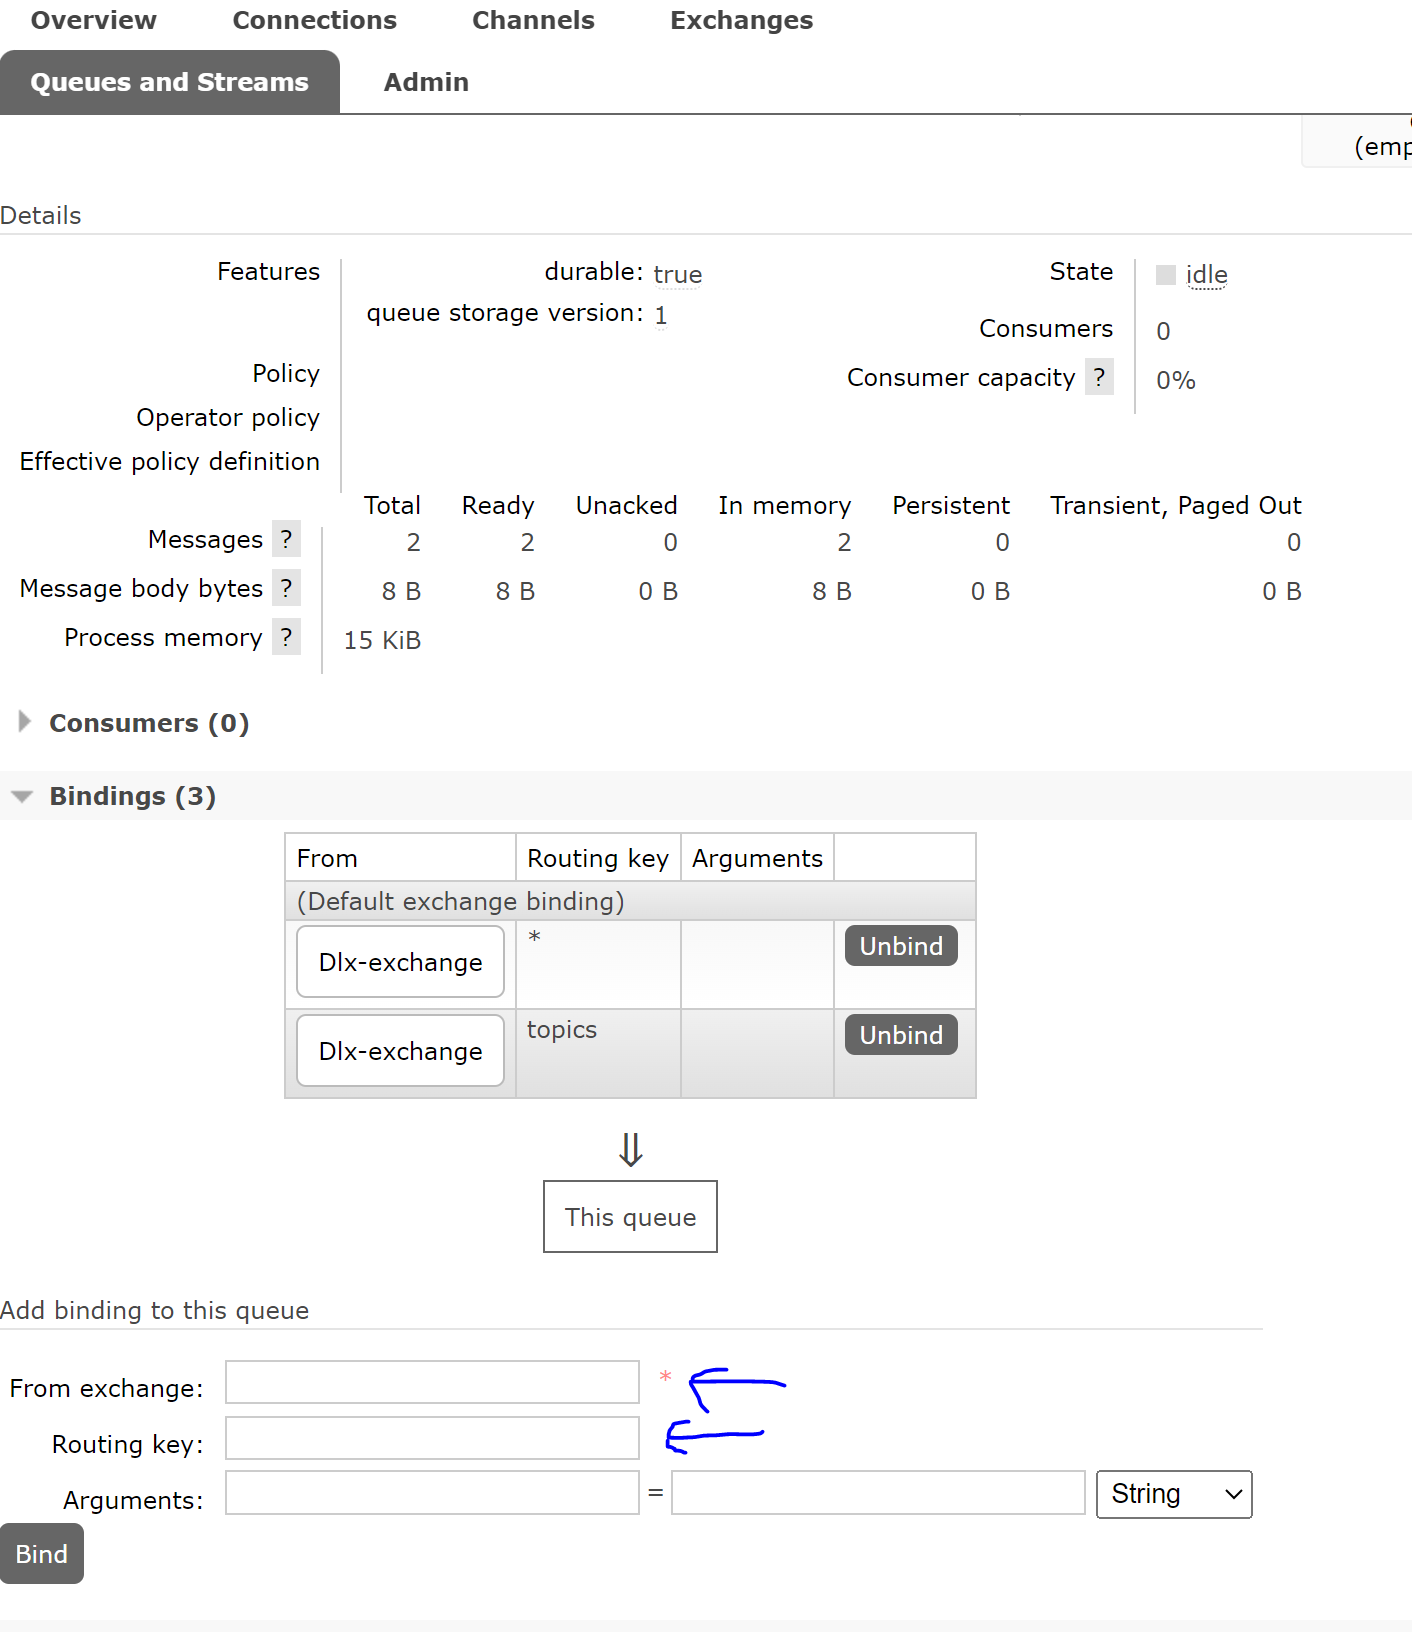 Overview Connections Channels Exchanges
Queues and Streams Admin
(emp
Details
Features durable: true State idle
queue storage version: 1 Consumers 0
Policy Consumer capacity ? 0%
Operator policy
Effective policy definition
Total Ready Unacked In memory Persistent Transient, Paged Out
Messages ? 2 2 0 2 0 0
Message body bytes ? 8 B 8 B 0 B 8 B 0 B 0 B
Process memory ? 15 KiB
Consumers (0)
Bindings (3)
From Routing key Arguments
(Default exchange binding)
Dlx-exchange * Unbind
Dlx-exchange topics Unbind
⇓
This queue
Add binding to this queue
From exchange: *
Routing key:
Arguments: = String
Bind